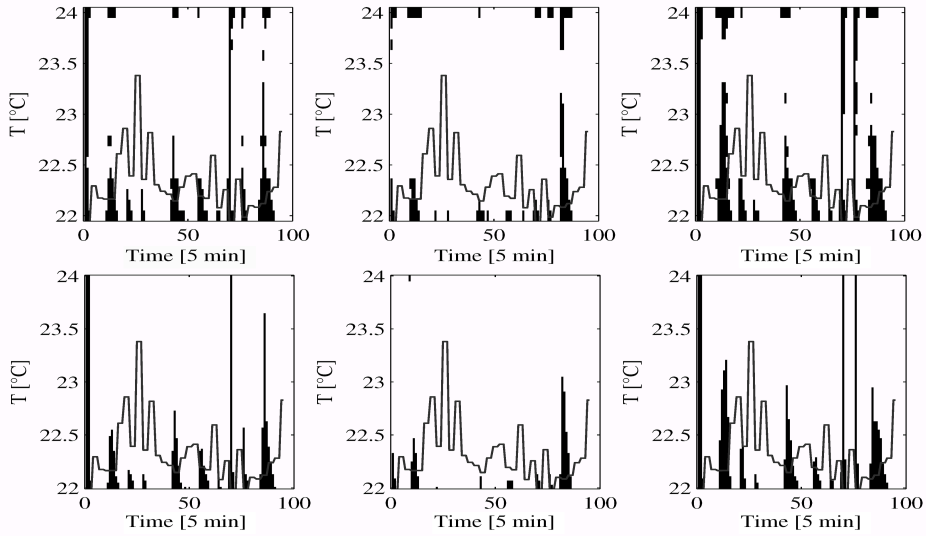 24 24 24
23.5 23.5 23.5
T [°C] T [°C] T [°C]
23 23 23
22.5 22.5 22.5
22 22 22
0 50 100 0 50 100 0 50 100
Time [5 min] Time [5 min] Time [5 min]
24 24 24
23.5 23.5 23.5
T [°C] T [°C] T [°C]
23 23 23
22.5 22.5 22.5
22 22 22
0 50 100 0 50 100 0 50 100
Time [5 min] Time [5 min] Time [5 min]